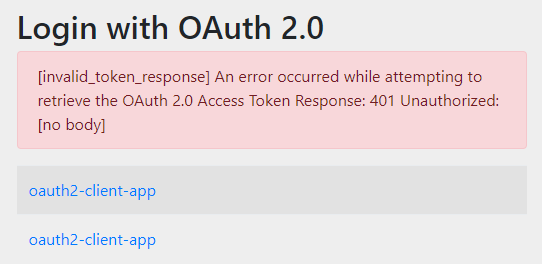 Login with OAuth 2.0
[invalid_token_response] An error occurred while attempting to
retrieve the OAuth 2.0 Access Token Response: 401 Unauthorized:
[no body]
oauth2-client-app
oauth2-client-app